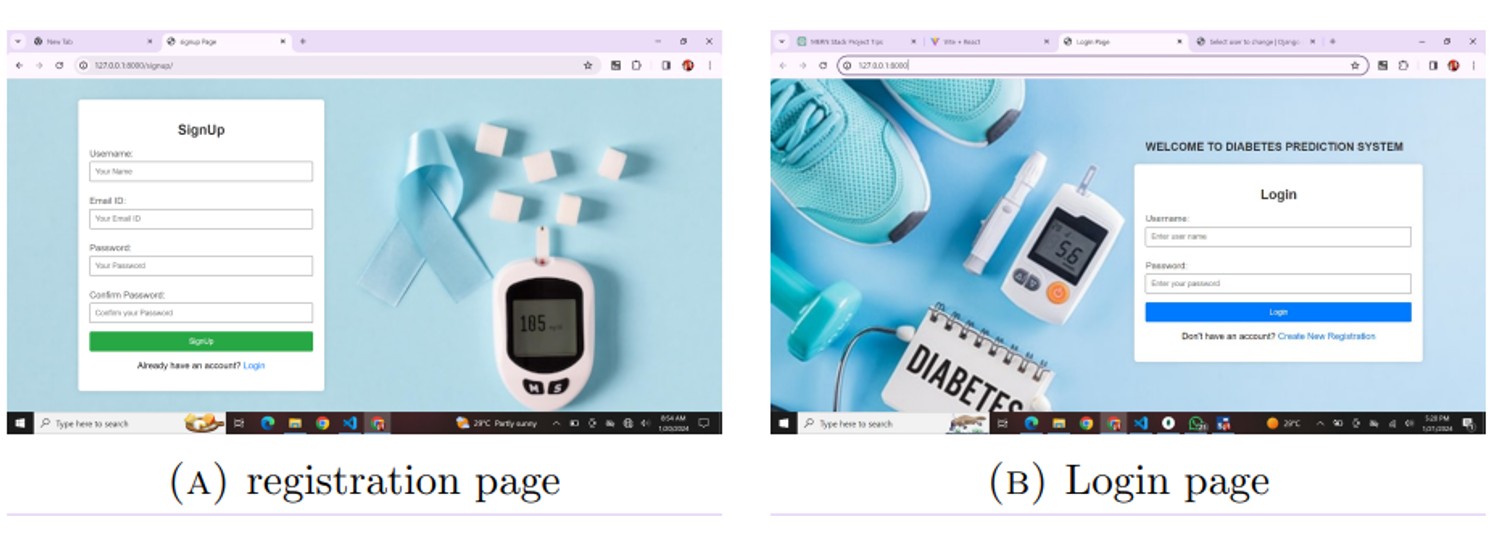 New Tab
signup Page
127.0.0.1:8000/signup/
SignUp
Username:
Your Name
Email ID:
Your Email ID
Password:
Your Password
Confirm Password:
Confirm your Password
SignUp
Already have an account? Login
105
M S
Type here to search
29°C Partly sunny
8:54 AM
1/20/2024
(A) registration page
MERN Stack Project Tips
Vite + React
Login Page
Select user to change | Django
127.0.0.1:8000
WELCOME TO DIABETES PREDICTION SYSTEM
Login
Username:
Enter user name
Password:
Enter your password
Login
Don't have an account? Create New Registration
5.6
DIABETES
Type here to search
29°C
5:28 PM
(B) Login page